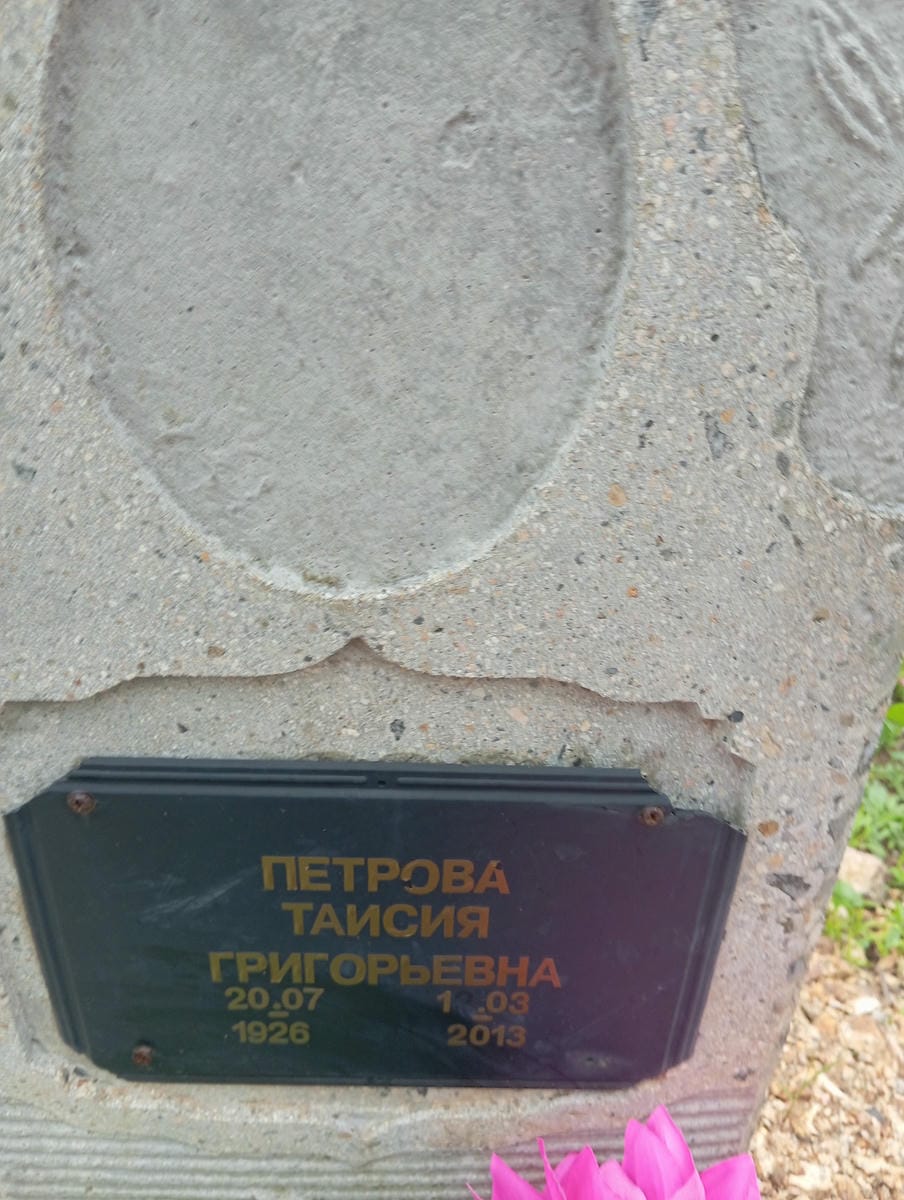 ПЕТРОВА
ТАИСИЯ
ГРИГОРЬЕВНА
20.07
1926 2013